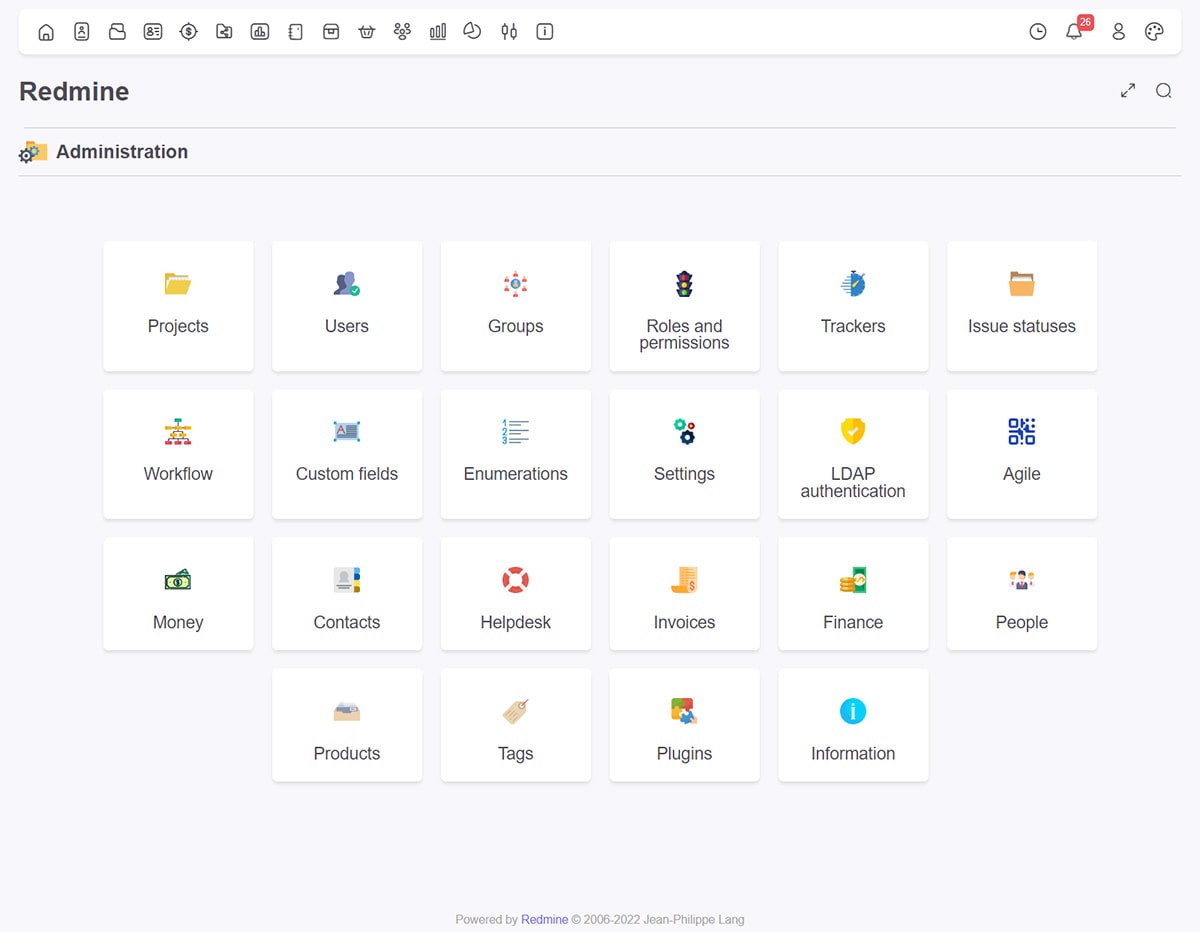 26
Redmine
Administration
Projects
Users
Groups
Roles and
permissions
Trackers
Issue statuses
Workflow
Custom fields
Enumerations
Settings
LDAP
authentication
Agile
Money
Contacts
Helpdesk
Invoices
Finance
People
Products
Tags
Plugins
Information
Powered by Redmine © 2006-2022 Jean-Philippe Lang